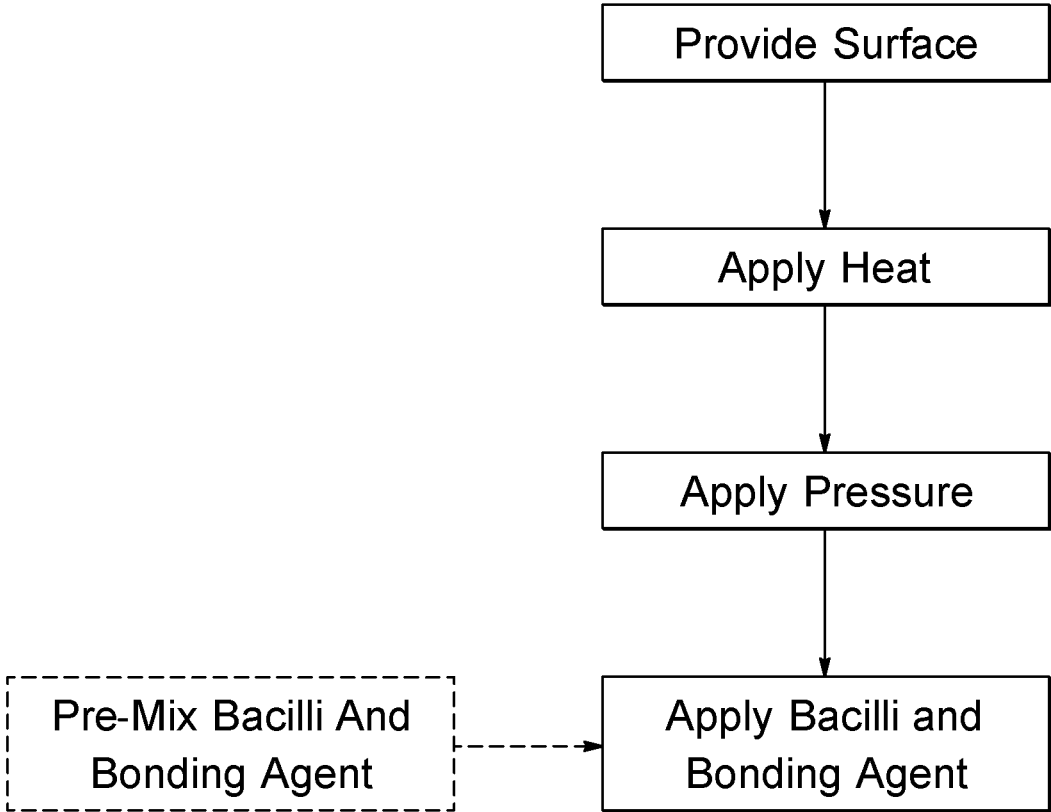 Provide Surface
Apply Heat
Apply Pressure
Pre-Mix Bacilli And
Bonding Agent
Apply Bacilli and
Bonding Agent